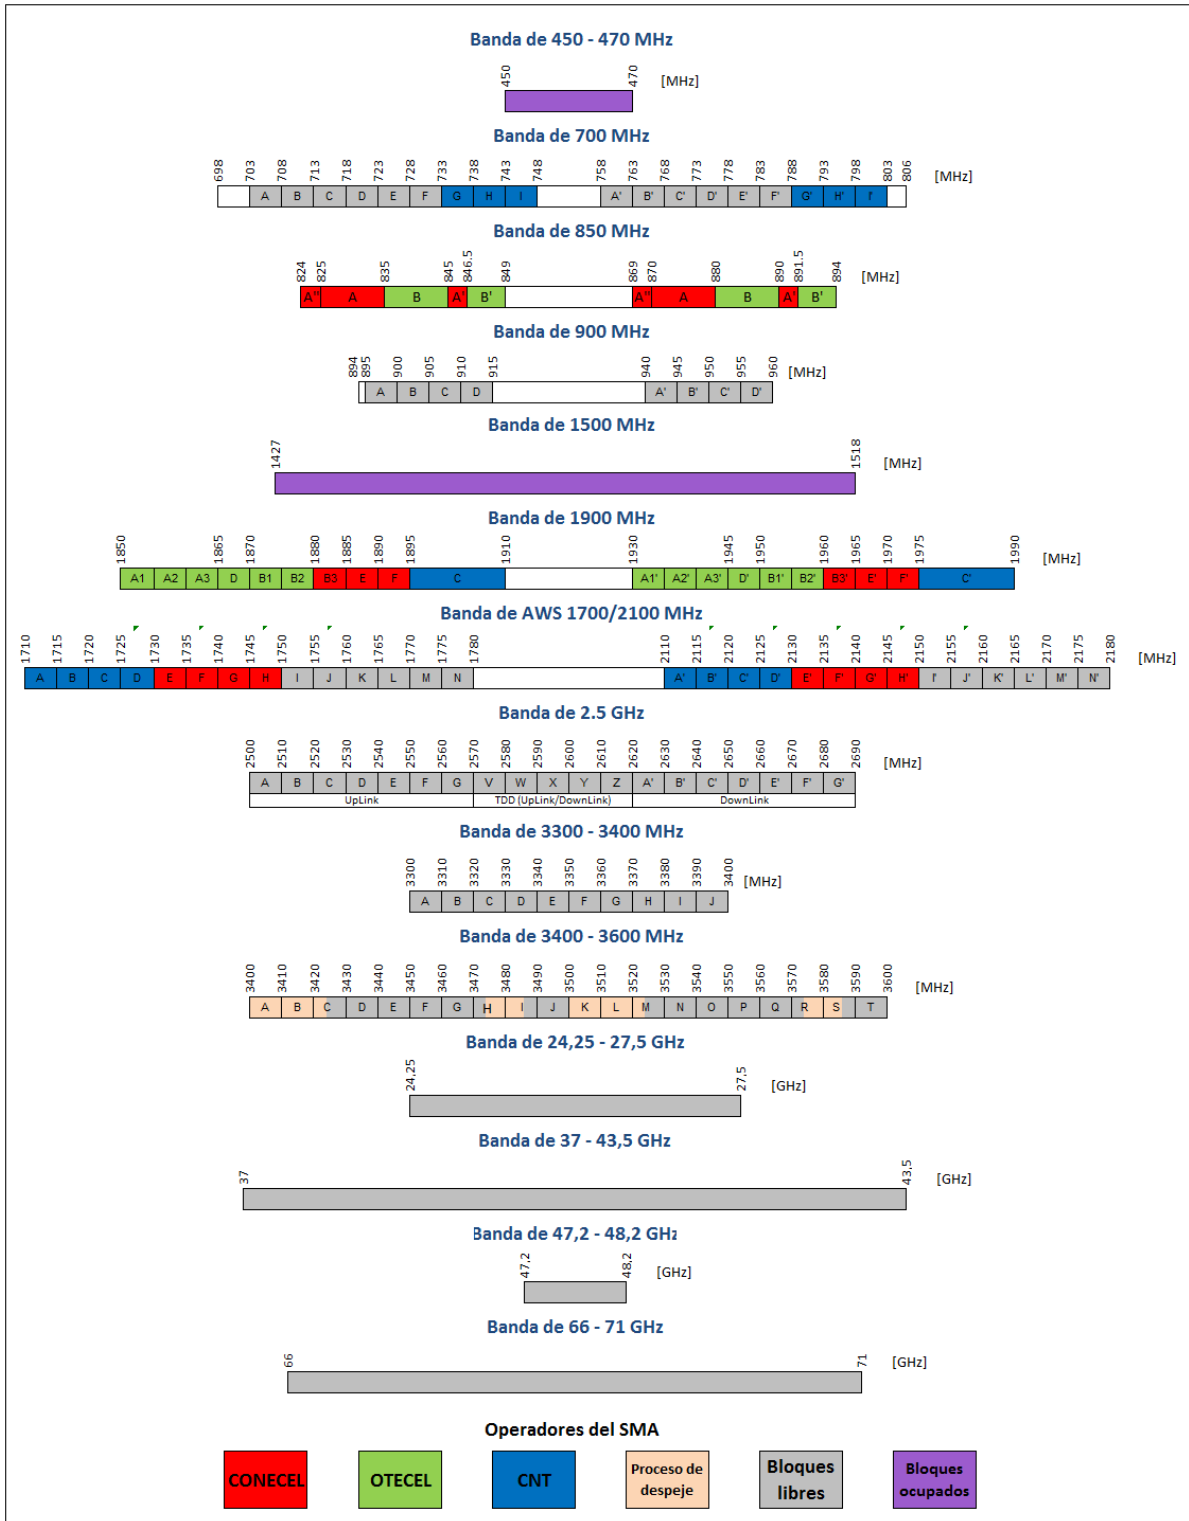 Banda de 450 - 470 MHz
450 470 [MHz]
Banda de 700 MHz
698 703 708 713 718 723 728 733 738 743 748 758 763 768 773 778 783 788 793 798 803 806 [MHz]
A B C D E F G H I A' B' C' D' E' F' G' H' I'
Banda de 850 MHz
824 825 835 845 846.5 849 869 870 880 890 891.5 894 [MHz]
A'' A B A' B' A'' A B A' B'
Banda de 900 MHz
894 895 900 905 910 915 940 945 950 955 960 [MHz]
A B C D A' B' C' D'
Banda de 1500 MHz
1427 1518 [MHz]
Banda de 1900 MHz
1850 1865 1870 1880 1885 1890 1895 1910 1930 1945 1950 1960 1965 1970 1975 1990 [MHz]
A1 A2 A3 D B1 B2 B3 E F C A1' A2' A3' D' B1' B2' B3' E' F' C'
Banda de AWS 1700/2100 MHz
1710 1715 1720 1725 1730 1735 1740 1745 1750 1755 1760 1765 1770 1775 1780 2110 2115 2120 2125 2130 2135 2140 2145 2150 2155 2160 2165 2170 2175 2180 [MHz]
A B C D E F G H I J K L M N A' B' C' D' E' F' G' H' I' J' K' L' M' N'
Banda de 2.5 GHz
2500 2510 2520 2530 2540 2550 2560 2570 2580 2590 2600 2610 2620 2630 2640 2650 2660 2670 2680 2690 [MHz]
A B C D E F G V W X Y Z A' B' C' D' E' F' G'
UpLink TDD (UpLink/DownLink) DownLink
Banda de 3300 - 3400 MHz
3300 3310 3320 3330 3340 3350 3360 3370 3380 3390 3400 [MHz]
A B C D E F G H I J
Banda de 3400 - 3600 MHz
3400 3410 3420 3430 3440 3450 3460 3470 3480 3490 3500 3510 3520 3530 3540 3550 3560 3570 3580 3590 3600 [MHz]
A B C D E F G H I J K L M N O P Q R S T
Banda de 24,25 - 27,5 GHz
24,25 27,5 [GHz]
Banda de 37 - 43,5 GHz
37 43,5 [GHz]
Banda de 47,2 - 48,2 GHz
47,2 48,2 [GHz]
Banda de 66 - 71 GHz
66 71 [GHz]
Operadores del SMA
CONECEL OTECEL CNT Proceso de despeje Bloques libres Bloques ocupados